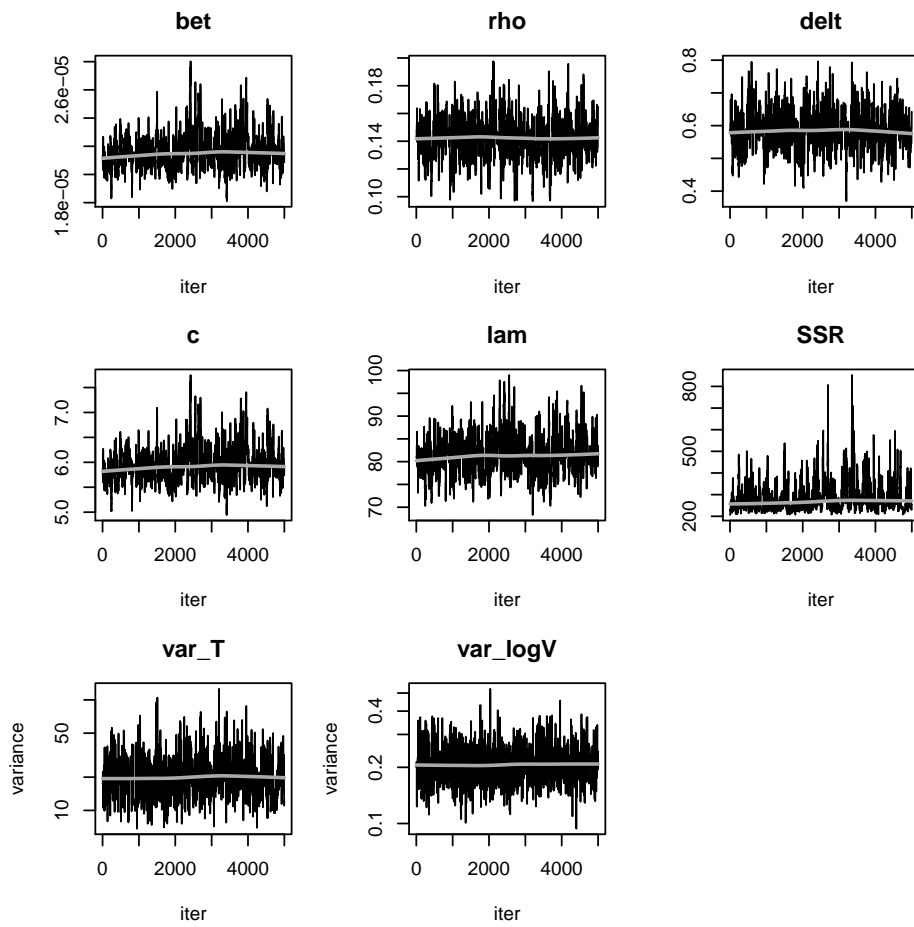 bet rho delt
1.8e-05 2.6e-05
0.10 0.14 0.18
0.4 0.6 0.8
0 2000 4000
0 2000 4000
0 2000 4000
iter iter iter
c lam SSR
5.0 6.0 7.0
70 80 90 100
200 500 800
0 2000 4000
0 2000 4000
0 2000 4000
iter iter iter
var_T var_logV
variance
10 50
variance
0.1 0.2 0.4
0 2000 4000
0 2000 4000
iter iter